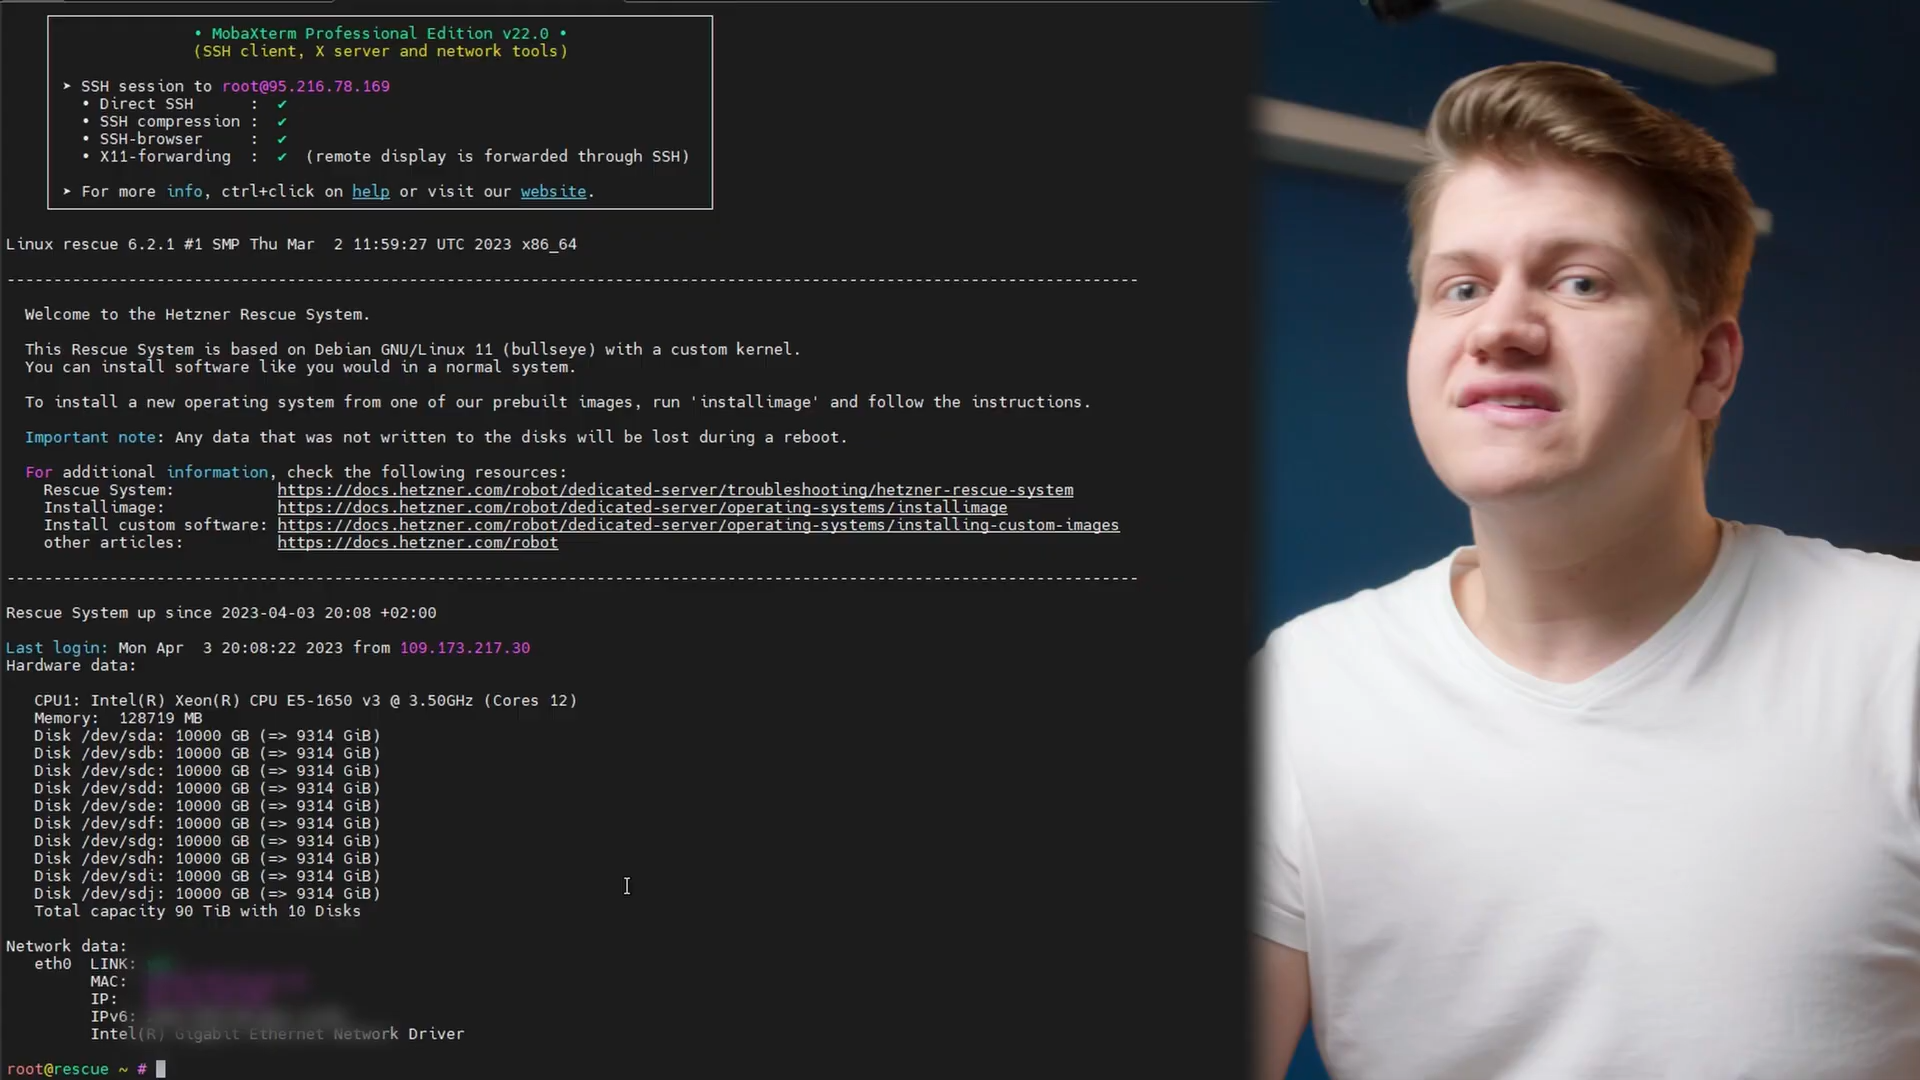 • MobaXterm Professional Edition v22.0 •
(SSH client, X server and network tools)
➤ SSH session to root@95.216.78.169
• Direct SSH : ✔
• SSH compression : ✔
• SSH-browser : ✔
• X11-forwarding : ✔ (remote display is forwarded through SSH)
➤ For more info, ctrl+click on help or visit our website.
Linux rescue 6.2.1 #1 SMP Thu Mar 2 11:59:27 UTC 2023 x86_64
Welcome to the Hetzner Rescue System.
This Rescue System is based on Debian GNU/Linux 11 (bullseye) with a custom kernel.
You can install software like you would in a normal system.
To install a new operating system from one of our prebuilt images, run 'installimage' and follow the instructions.
Important note: Any data that was not written to the disks will be lost during a reboot.
For additional information, check the following resources:
Rescue System: https://docs.hetzner.com/robot/dedicated-server/troubleshooting/hetzner-rescue-system
Installimage: https://docs.hetzner.com/robot/dedicated-server/operating-systems/installimage
Install custom software: https://docs.hetzner.com/robot/dedicated-server/operating-systems/installing-custom-images
other articles: https://docs.hetzner.com/robot
Rescue System up since 2023-04-03 20:08 +02:00
Last login: Mon Apr 3 20:08:22 2023 from 109.173.217.30
Hardware data:
CPU1: Intel(R) Xeon(R) CPU E5-1650 v3 @ 3.50GHz (Cores 12)
Memory: 128719 MB
Disk /dev/sda: 10000 GB (=> 9314 GiB)
Disk /dev/sdb: 10000 GB (=> 9314 GiB)
Disk /dev/sdc: 10000 GB (=> 9314 GiB)
Disk /dev/sdd: 10000 GB (=> 9314 GiB)
Disk /dev/sde: 10000 GB (=> 9314 GiB)
Disk /dev/sdf: 10000 GB (=> 9314 GiB)
Disk /dev/sdg: 10000 GB (=> 9314 GiB)
Disk /dev/sdh: 10000 GB (=> 9314 GiB)
Disk /dev/sdi: 10000 GB (=> 9314 GiB)
Disk /dev/sdj: 10000 GB (=> 9314 GiB)
Total capacity 90 TiB with 10 Disks
Network data:
eth0 LINK:
MAC:
IP:
IPv6:
Intel(R) Gigabit Ethernet Network Driver
root@rescue ~ #